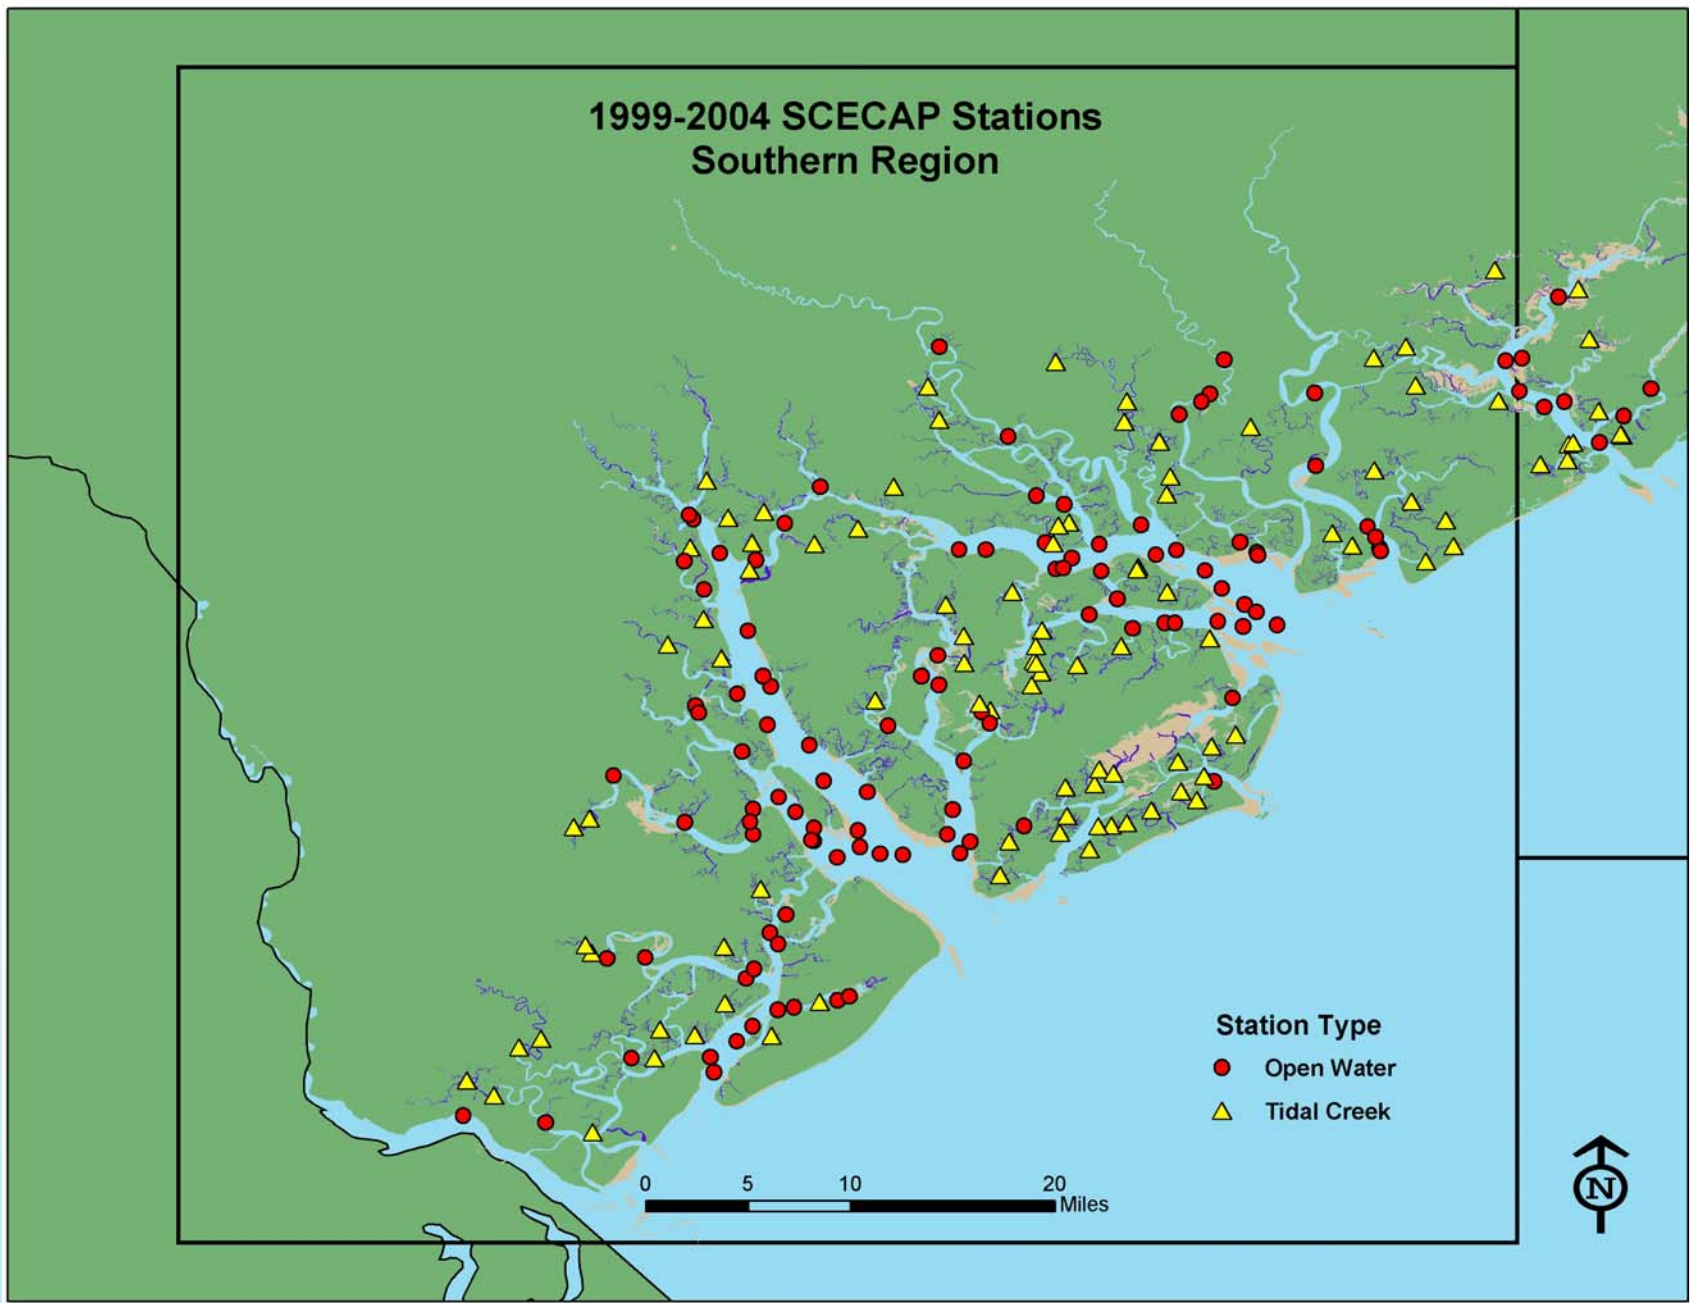 1999-2004 SCECAP Stations
Southern Region
Station Type
Open Water
Tidal Creek
0 5 10 20
Miles
N